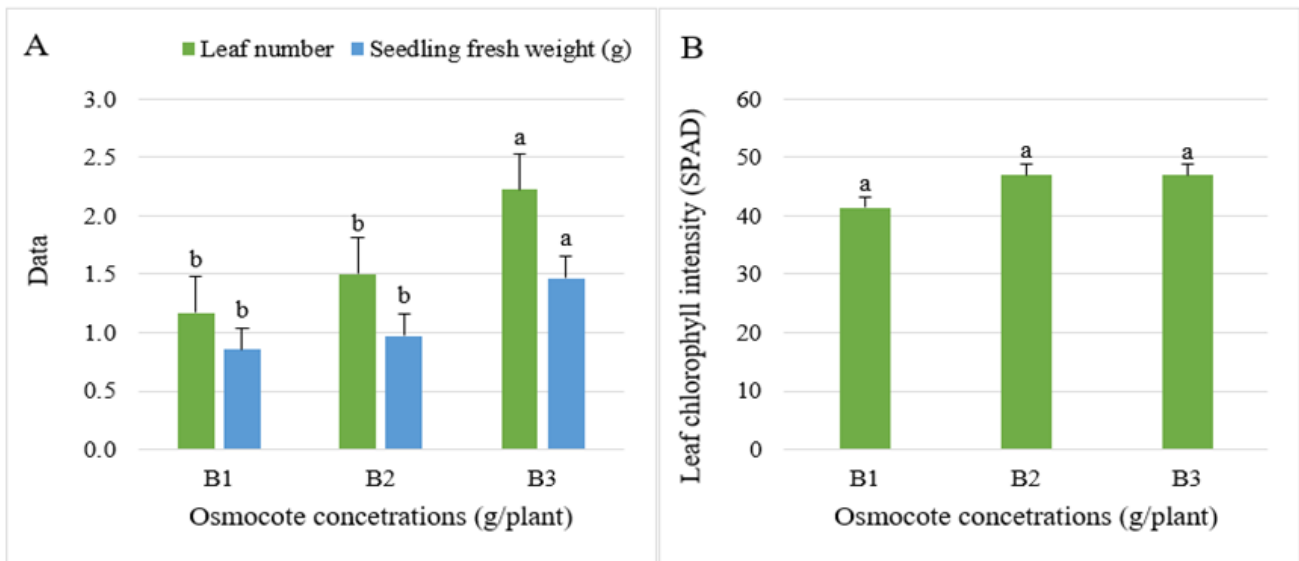 A
Leaf number Seedling fresh weight (g)
3.0
2.5
2.0
1.5
1.0
0.5
0.0
Data
b
b
b
b
a
a
B1 B2 B3
Osmocote concetrations (g/plant)
B
60
50
40
30
20
10
0
Leaf chlorophyll intensity (SPAD)
a
a
a
B1 B2 B3
Osmocote concetrations (g/plant)